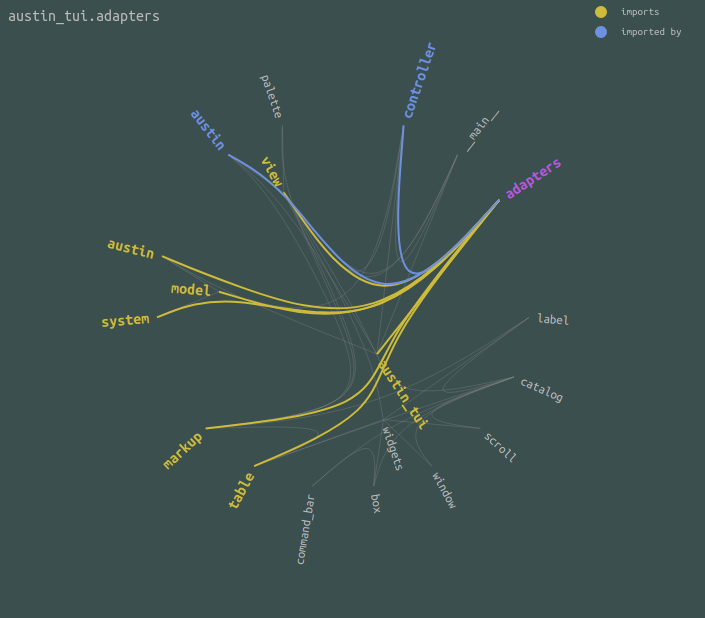 austin_tui.adapters
imports
imported by
controller
palette
__main__
austin
view
adapters
austin
model
system
label
austin_tui
catalog
markup
widgets
scroll
table
window
command_bar
box